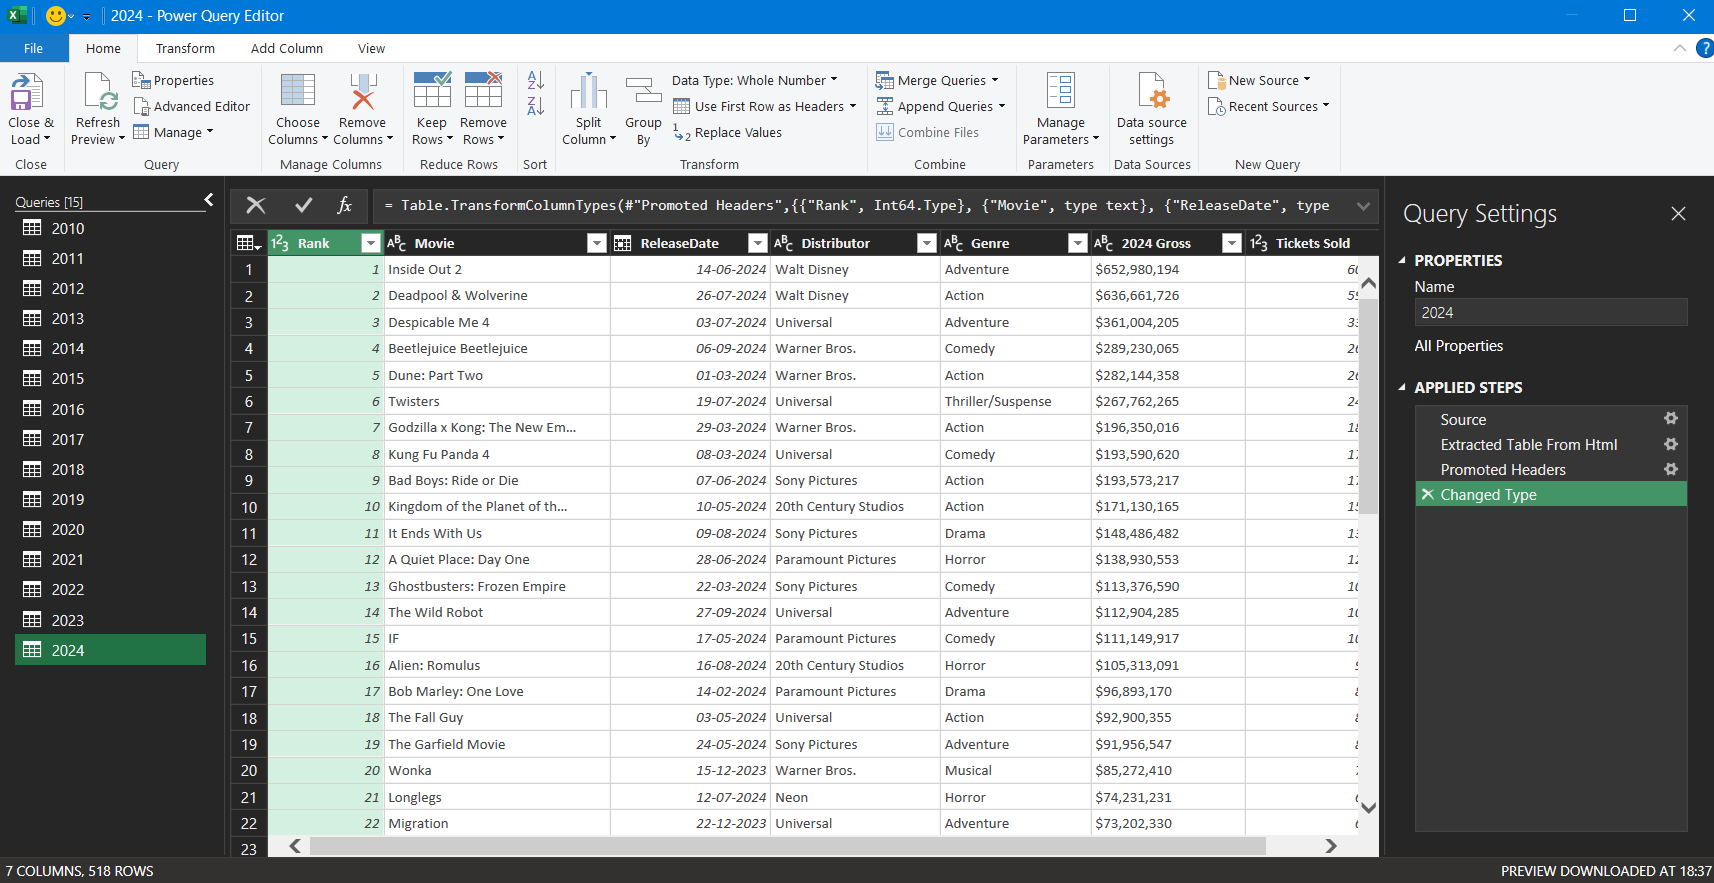 2024 - Power Query Editor
File Home Transform Add Column View
Close & Load
Refresh Preview
Properties
Advanced Editor
Manage
Choose Columns
Remove Columns
Keep Rows
Remove Rows
Split Column
Group By
Data Type: Whole Number
Use First Row as Headers
Replace Values
Merge Queries
Append Queries
Combine Files
Manage Parameters
Data source settings
New Source
Recent Sources
Close Query Manage Columns Reduce Rows Sort Transform Combine Parameters Data Sources New Query
Queries [15]
2010
2011
2012
2013
2014
2015
2016
2017
2018
2019
2020
2021
2022
2023
2024
fx = Table.TransformColumnTypes(#"Promoted Headers",{{"Rank", Int64.Type}, {"Movie", type text}, {"ReleaseDate", type
Rank Movie ReleaseDate Distributor Genre 2024 Gross Tickets Sold
1 1 Inside Out 2 14-06-2024 Walt Disney Adventure $652,980,194
2 2 Deadpool & Wolverine 26-07-2024 Walt Disney Action $636,661,726
3 3 Despicable Me 4 03-07-2024 Universal Adventure $361,004,205
4 4 Beetlejuice Beetlejuice 06-09-2024 Warner Bros. Comedy $289,230,065
5 5 Dune: Part Two 01-03-2024 Warner Bros. Action $282,144,358
6 6 Twisters 19-07-2024 Universal Thriller/Suspense $267,762,265
7 7 Godzilla x Kong: The New Em... 29-03-2024 Warner Bros. Action $196,350,016
8 8 Kung Fu Panda 4 08-03-2024 Universal Comedy $193,590,620
9 9 Bad Boys: Ride or Die 07-06-2024 Sony Pictures Action $193,573,217
10 10 Kingdom of the Planet of th... 10-05-2024 20th Century Studios Action $171,130,165
11 11 It Ends With Us 09-08-2024 Sony Pictures Drama $148,486,482
12 12 A Quiet Place: Day One 28-06-2024 Paramount Pictures Horror $138,930,553
13 13 Ghostbusters: Frozen Empire 22-03-2024 Sony Pictures Comedy $113,376,590
14 14 The Wild Robot 27-09-2024 Universal Adventure $112,904,285
15 15 IF 17-05-2024 Paramount Pictures Comedy $111,149,917
16 16 Alien: Romulus 16-08-2024 20th Century Studios Horror $105,313,091
17 17 Bob Marley: One Love 14-02-2024 Paramount Pictures Drama $96,893,170
18 18 The Fall Guy 03-05-2024 Universal Action $92,900,355
19 19 The Garfield Movie 24-05-2024 Sony Pictures Adventure $91,956,547
20 20 Wonka 15-12-2023 Warner Bros. Musical $85,272,410
21 21 Longlegs 12-07-2024 Neon Horror $74,231,231
22 22 Migration 22-12-2023 Universal Adventure $73,202,330
23
Query Settings
PROPERTIES
Name
2024
All Properties
APPLIED STEPS
Source
Extracted Table From Html
Promoted Headers
Changed Type
7 COLUMNS, 518 ROWS
PREVIEW DOWNLOADED AT 18:37